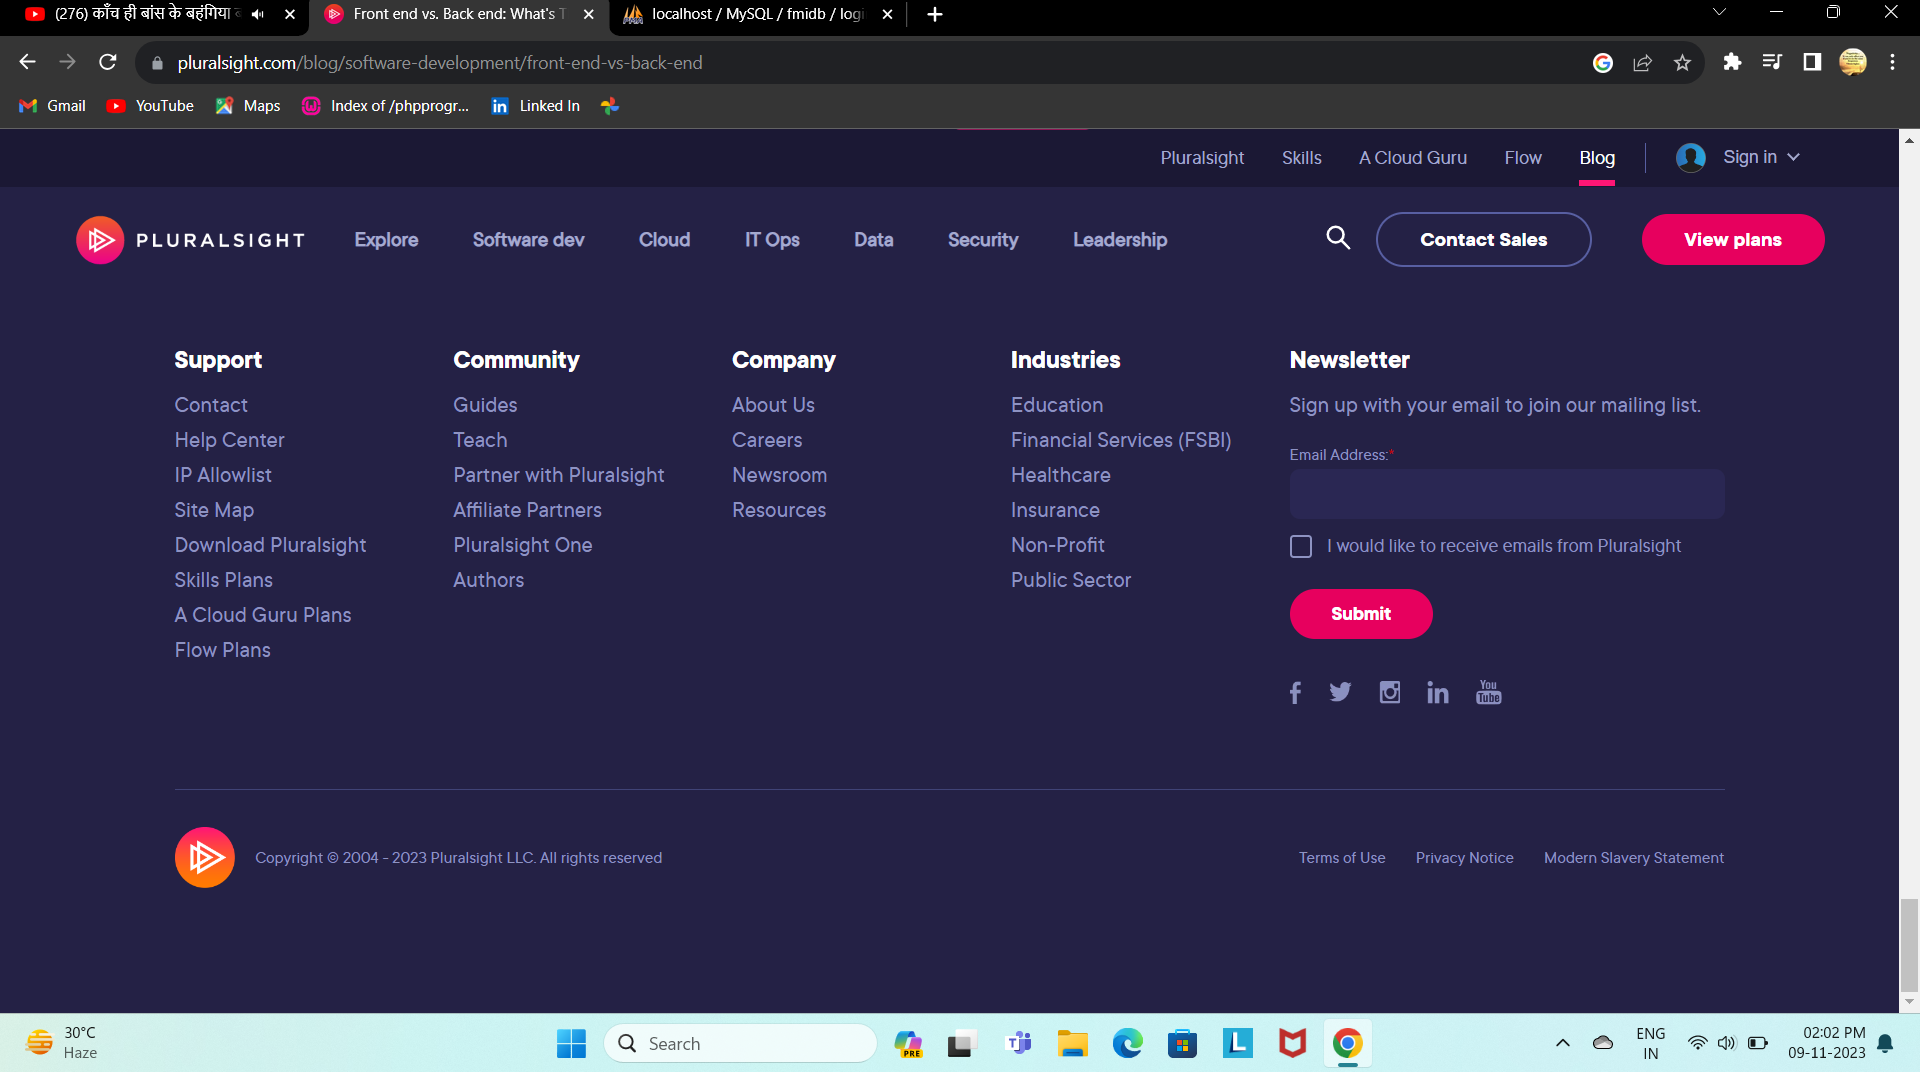 (276) काँच ही बांस के बहंगिया
Front end vs. Back end: What's T
localhost / MySQL / fmidb / logi
pluralsight.com/blog/software-development/front-end-vs-back-end
Gmail YouTube Maps Index of /phpprogr... Linked In
Pluralsight Skills A Cloud Guru Flow Blog Sign in
PLURALSIGHT Explore Software dev Cloud IT Ops Data Security Leadership Contact Sales View plans
Support
Contact
Help Center
IP Allowlist
Site Map
Download Pluralsight
Skills Plans
A Cloud Guru Plans
Flow Plans
Community
Guides
Teach
Partner with Pluralsight
Affiliate Partners
Pluralsight One
Authors
Company
About Us
Careers
Newsroom
Resources
Industries
Education
Financial Services (FSBI)
Healthcare
Insurance
Non-Profit
Public Sector
Newsletter
Sign up with your email to join our mailing list.
Email Address:*
I would like to receive emails from Pluralsight
Submit
You
Tube
Copyright © 2004 - 2023 Pluralsight LLC. All rights reserved
Terms of Use Privacy Notice Modern Slavery Statement
30°C
Haze
Search
PRE
ENG
IN
02:02 PM
09-11-2023